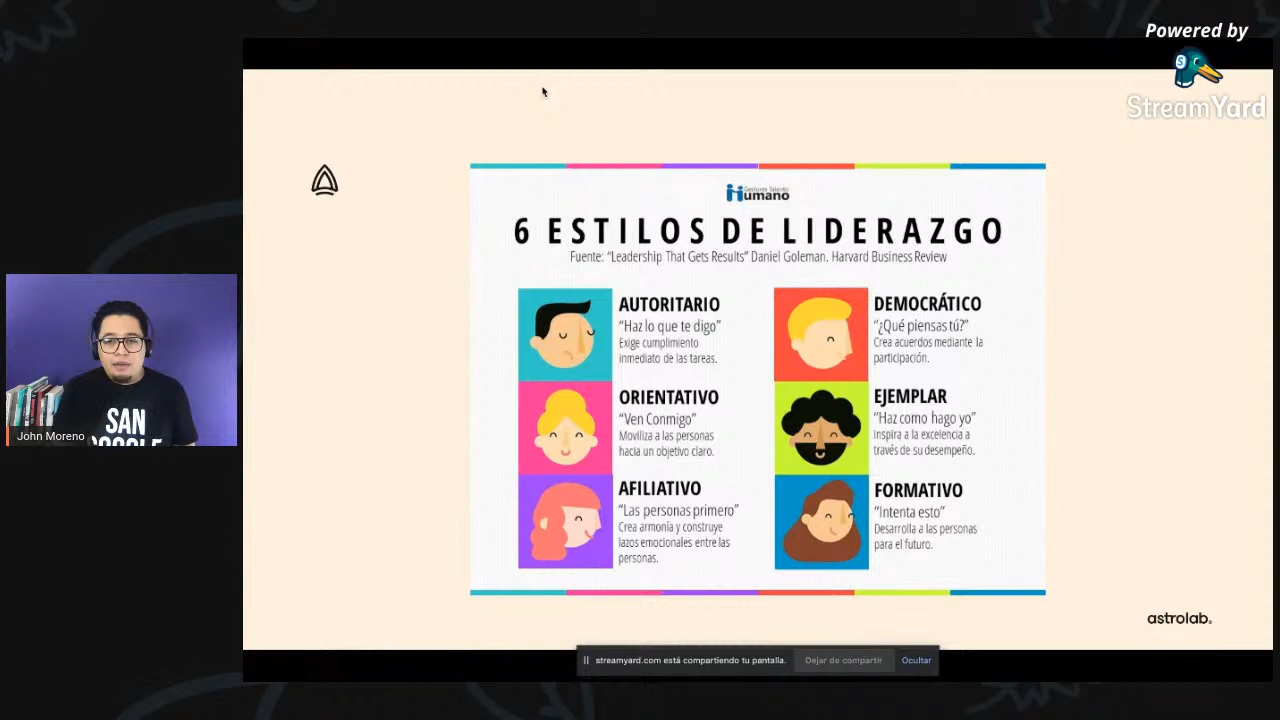 Powered by
StreamYard
Gestores Talento
Humano
6 ESTILOS DE LIDERAZGO
Fuente: “Leadership That Gets Results” Daniel Goleman. Harvard Business Review
AUTORITARIO
“Haz lo que te digo”
Exige cumplimiento
inmediato de las tareas.
ORIENTATIVO
“Ven Conmigo”
Moviliza a las personas
hacia un objetivo claro.
AFILIATIVO
“Las personas primero”
Crea armonía y construye
lazos emocionales entre las
personas.
DEMOCRÁTICO
“¿Qué piensas tú?”
Crea acuerdos mediante la
participación.
EJEMPLAR
“Haz como hago yo”
Inspira a la excelencia a
través de su desempeño.
FORMATIVO
“Intenta esto”
Desarrolla a las personas
para el futuro.
SAN
John Moreno
astrolab.
streamyard.com está compartiendo tu pantalla.
Dejar de compartir
Ocultar